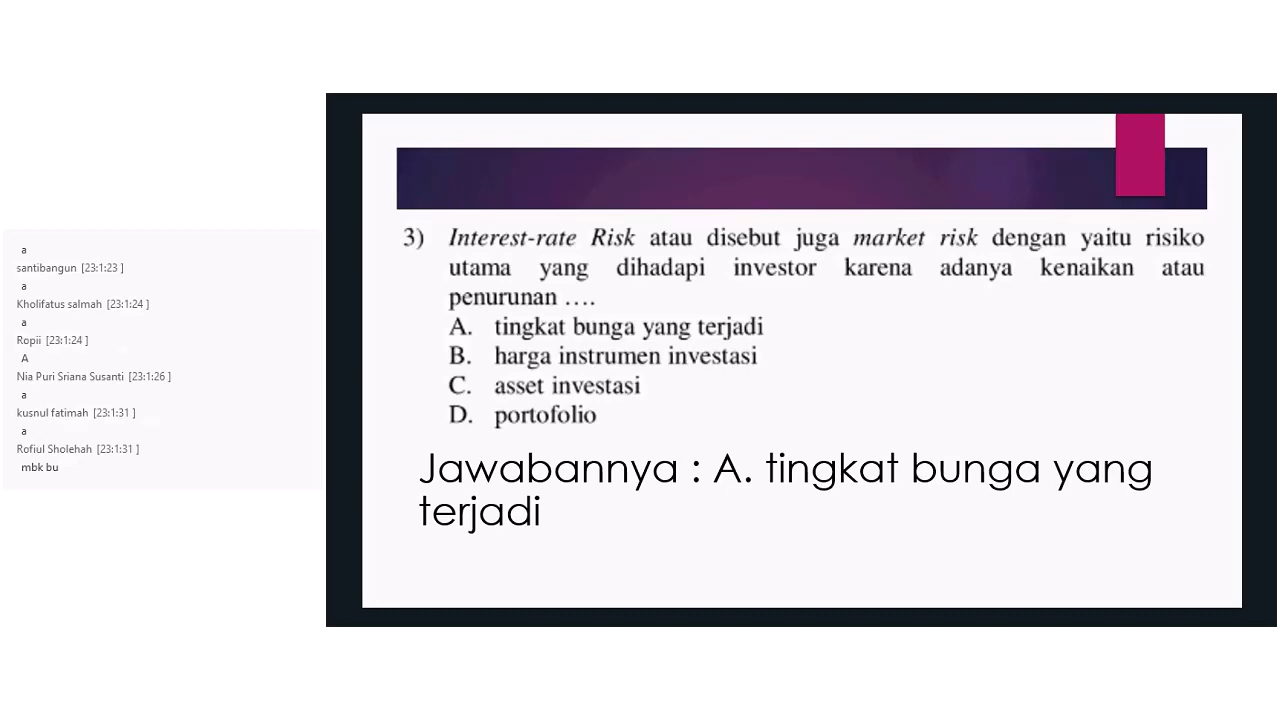 a
santibangun [23:1:23 ]
a
Kholifatus salmah [23:1:24 ]
a
Ropii [23:1:24 ]
A
Nia Puri Sriana Susanti [23:1:26 ]
a
kusnul fatimah [23:1:31 ]
a
Rofiul Sholehah [23:1:31 ]
mbk bu
3) Interest-rate Risk atau disebut juga market risk dengan yaitu risiko
utama yang dihadapi investor karena adanya kenaikan atau
penurunan ….
A. tingkat bunga yang terjadi
B. harga instrumen investasi
C. asset investasi
D. portofolio
Jawabannya : A. tingkat bunga yang
terjadi